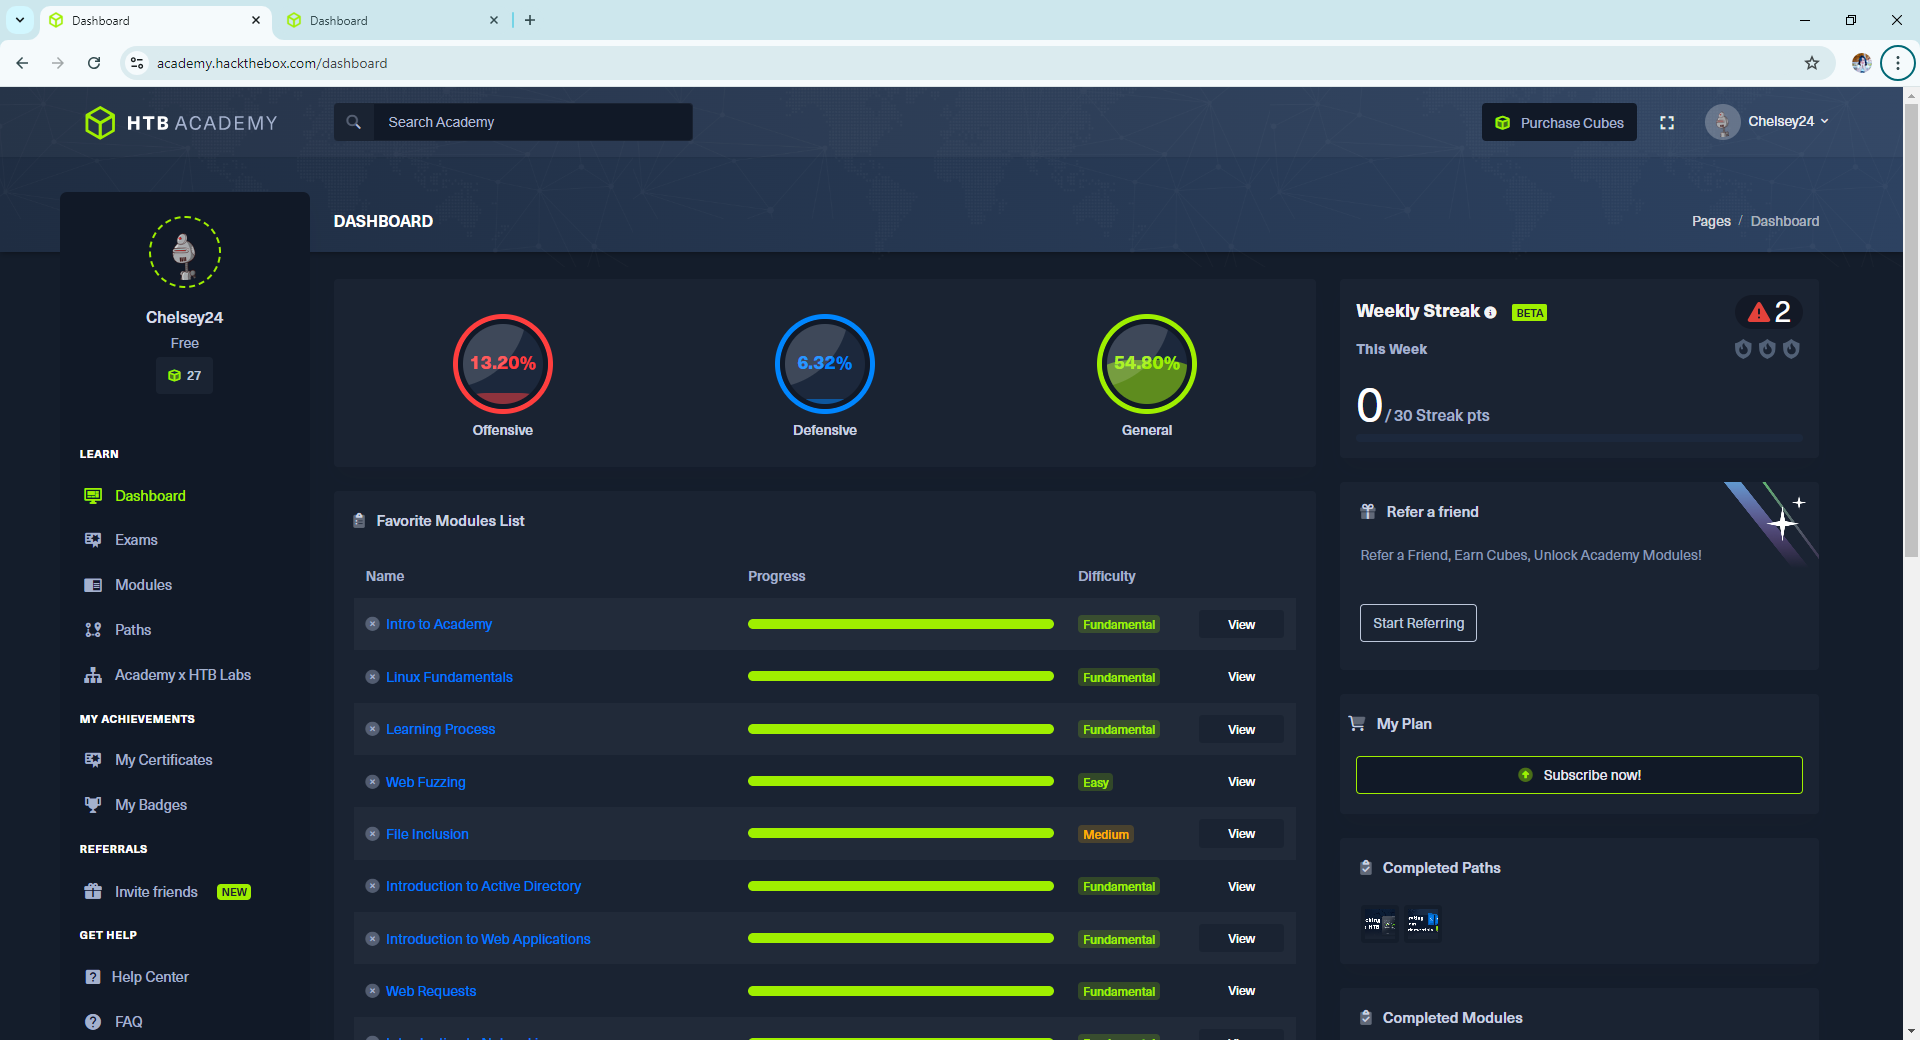 Dashboard
Dashboard
academy.hackthebox.com/dashboard
HTB ACADEMY
Search Academy
Purchase Cubes
Chelsey24
DASHBOARD
Pages / Dashboard
Chelsey24
Free
27
LEARN
Dashboard
Exams
Modules
Paths
Academy x HTB Labs
MY ACHIEVEMENTS
My Certificates
My Badges
REFERRALS
Invite friends NEW
GET HELP
Help Center
FAQ
13.20%
Offensive
6.32%
Defensive
54.80%
General
Favorite Modules List
Name Progress Difficulty
Intro to Academy Fundamental View
Linux Fundamentals Fundamental View
Learning Process Fundamental View
Web Fuzzing Easy View
File Inclusion Medium View
Introduction to Active Directory Fundamental View
Introduction to Web Applications Fundamental View
Web Requests Fundamental View
Weekly Streak BETA 2
This Week
0 / 30 Streak pts
Refer a friend
Refer a Friend, Earn Cubes, Unlock Academy Modules!
Start Referring
My Plan
Subscribe now!
Completed Paths
Completed Modules